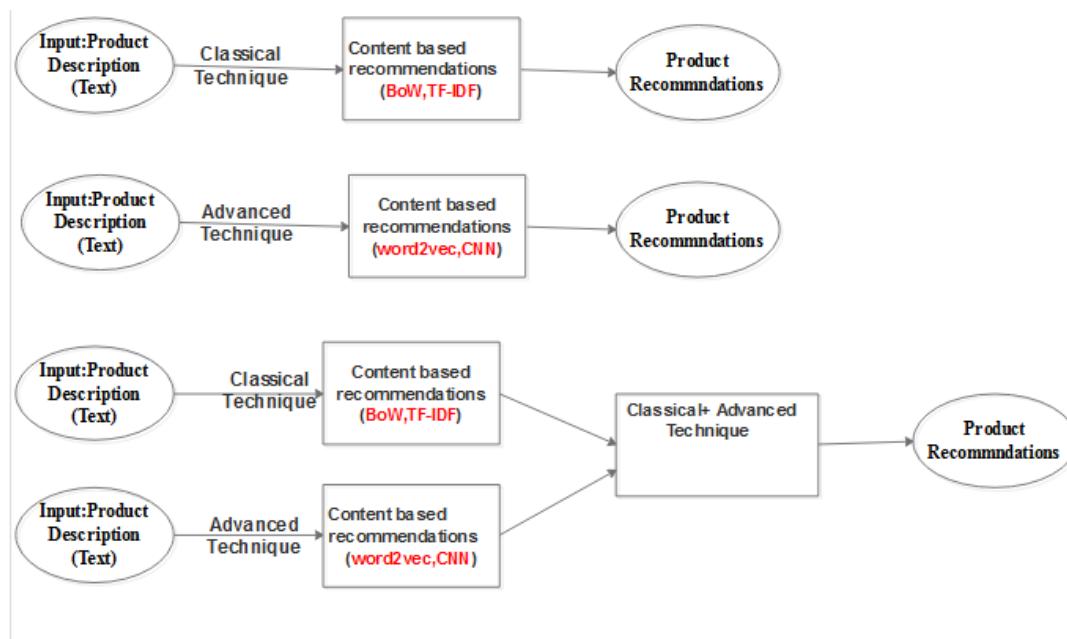 Input:Product
Description
(Text)
Classical
Technique
Content based
recommendations
(BoW,TF-IDF)
Product
Recommndations
Input:Product
Description
(Text)
Advanced
Technique
Content based
recommendations
(word2vec,CNN)
Product
Recommndations
Input:Product
Description
(Text)
Classical
Technique
Content based
recommendations
(BoW,TF-IDF)
Input:Product
Description
(Text)
Advanced
Technique
Content based
recommendations
(word2vec,CNN)
Classical+ Advanced
Technique
Product
Recommndations